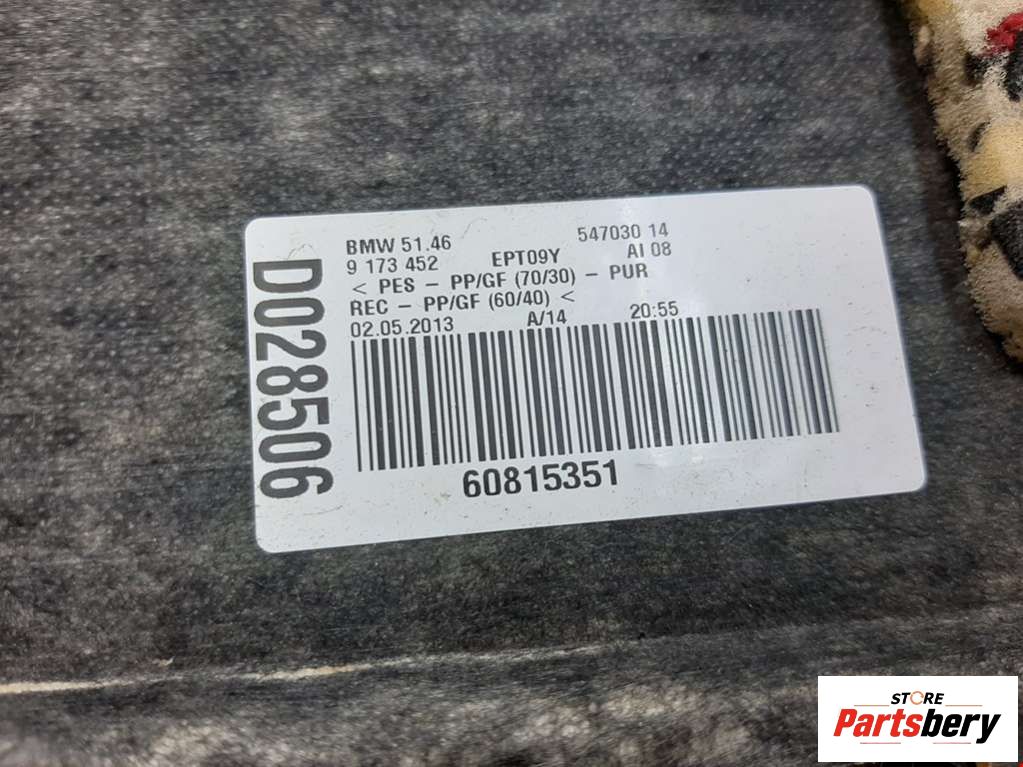 BMW 51.46 547030 14
9 173 452 EPT09Y AI 08
< PES - PP/GF (70/30) - PUR
REC - PP/GF (60/40) <
02.05.2013 A/14 20:55
60815351
D028506
STORE
Partsbery